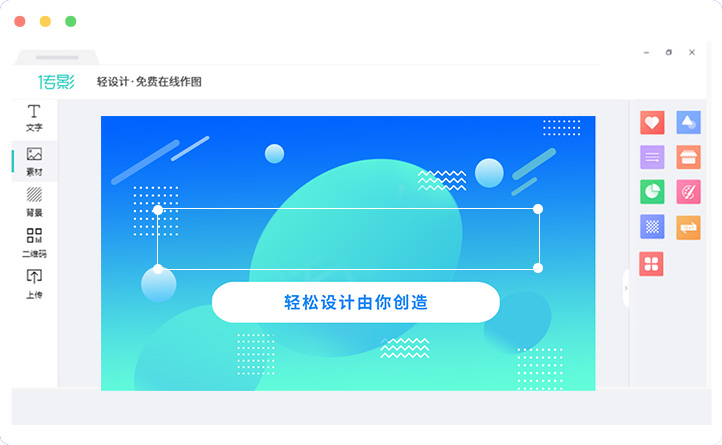 传影
轻设计·免费在线作图
文字
素材
背景
二维码
上传
轻松设计由你创造